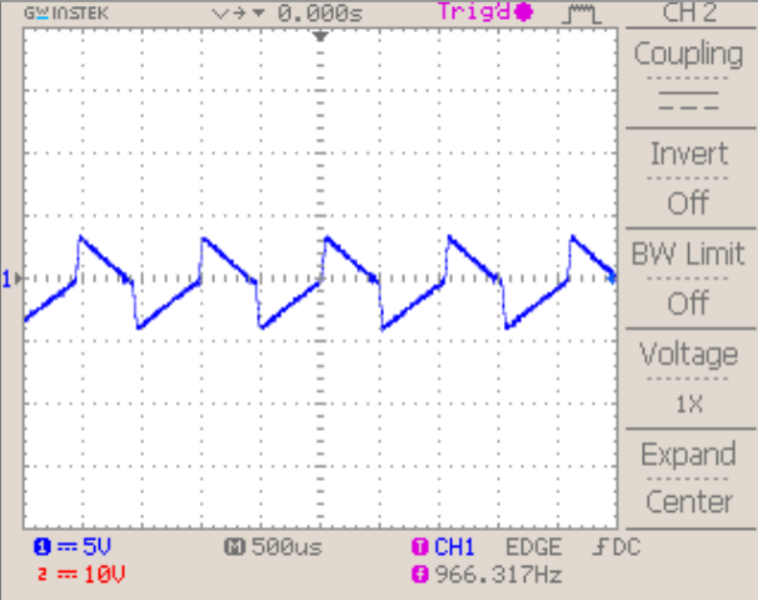 GW INSTEK 0.000s Trig'd CH 2
Coupling
Invert
Off
BW Limit
Off
Voltage
1X
Expand
Center
1
1 5V M 500us T CH1 EDGE DC
2 10V f 966.317Hz